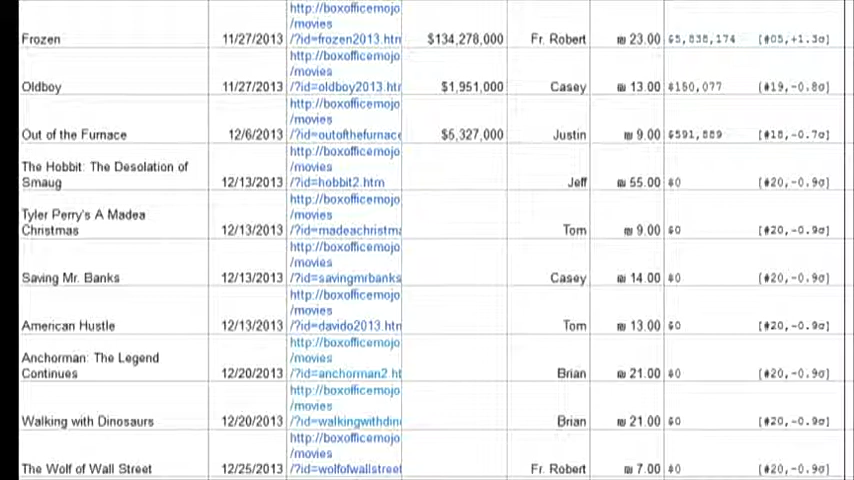 http://boxofficemojo
/movies
Frozen 11/27/2013 /?id=frozen2013.htn $134,278,000 Fr. Robert ₪ 23.00 $5,838,174 [#05,+1.3σ]
http://boxofficemojo
/movies
Oldboy 11/27/2013 /?id=oldboy2013.htr $1,951,000 Casey ₪ 13.00 $150,077 [#19,-0.8σ]
http://boxofficemojo
/movies
Out of the Furnace 12/6/2013 /?id=outofthefurnace $5,327,000 Justin ₪ 9.00 $591,889 [#18,-0.7σ]
http://boxofficemojo
The Hobbit: The Desolation of /movies
Smaug 12/13/2013 /?id=hobbit2.htm Jeff ₪ 55.00 $0 [#20,-0.9σ]
http://boxofficemojo
Tyler Perry's A Madea /movies
Christmas 12/13/2013 /?id=madeachristma Tom ₪ 9.00 $0 [#20,-0.9σ]
http://boxofficemojo
/movies
Saving Mr. Banks 12/13/2013 /?id=savingmrbanks Casey ₪ 14.00 $0 [#20,-0.9σ]
http://boxofficemojo
/movies
American Hustle 12/13/2013 /?id=davido2013.htn Tom ₪ 13.00 $0 [#20,-0.9σ]
http://boxofficemojo
Anchorman: The Legend /movies
Continues 12/20/2013 /?id=anchorman2.ht Brian ₪ 21.00 $0 [#20,-0.9σ]
http://boxofficemojo
/movies
Walking with Dinosaurs 12/20/2013 /?id=walkingwithdin Brian ₪ 21.00 $0 [#20,-0.9σ]
http://boxofficemojo
/movies
The Wolf of Wall Street 12/25/2013 /?id=wolfofwallstreet Fr. Robert ₪ 7.00 $0 [#20,-0.9σ]